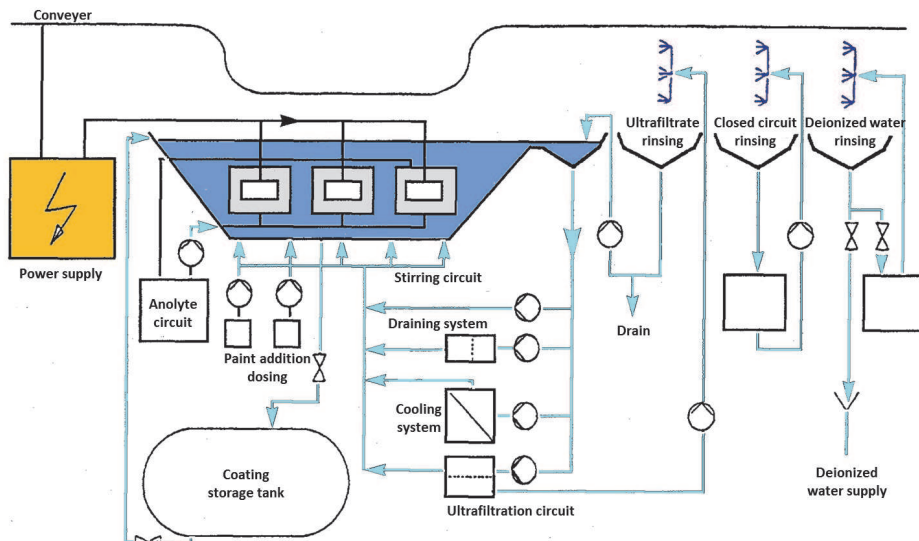 Conveyer
Ultrafiltrate
rinsing
Closed circuit
rinsing
Deionized water
rinsing
Power supply
Stirring circuit
Anolyte
circuit
Draining system
Drain
Paint addition
dosing
Cooling
system
Coating
storage tank
Deionized
water supply
Ultrafiltration circuit